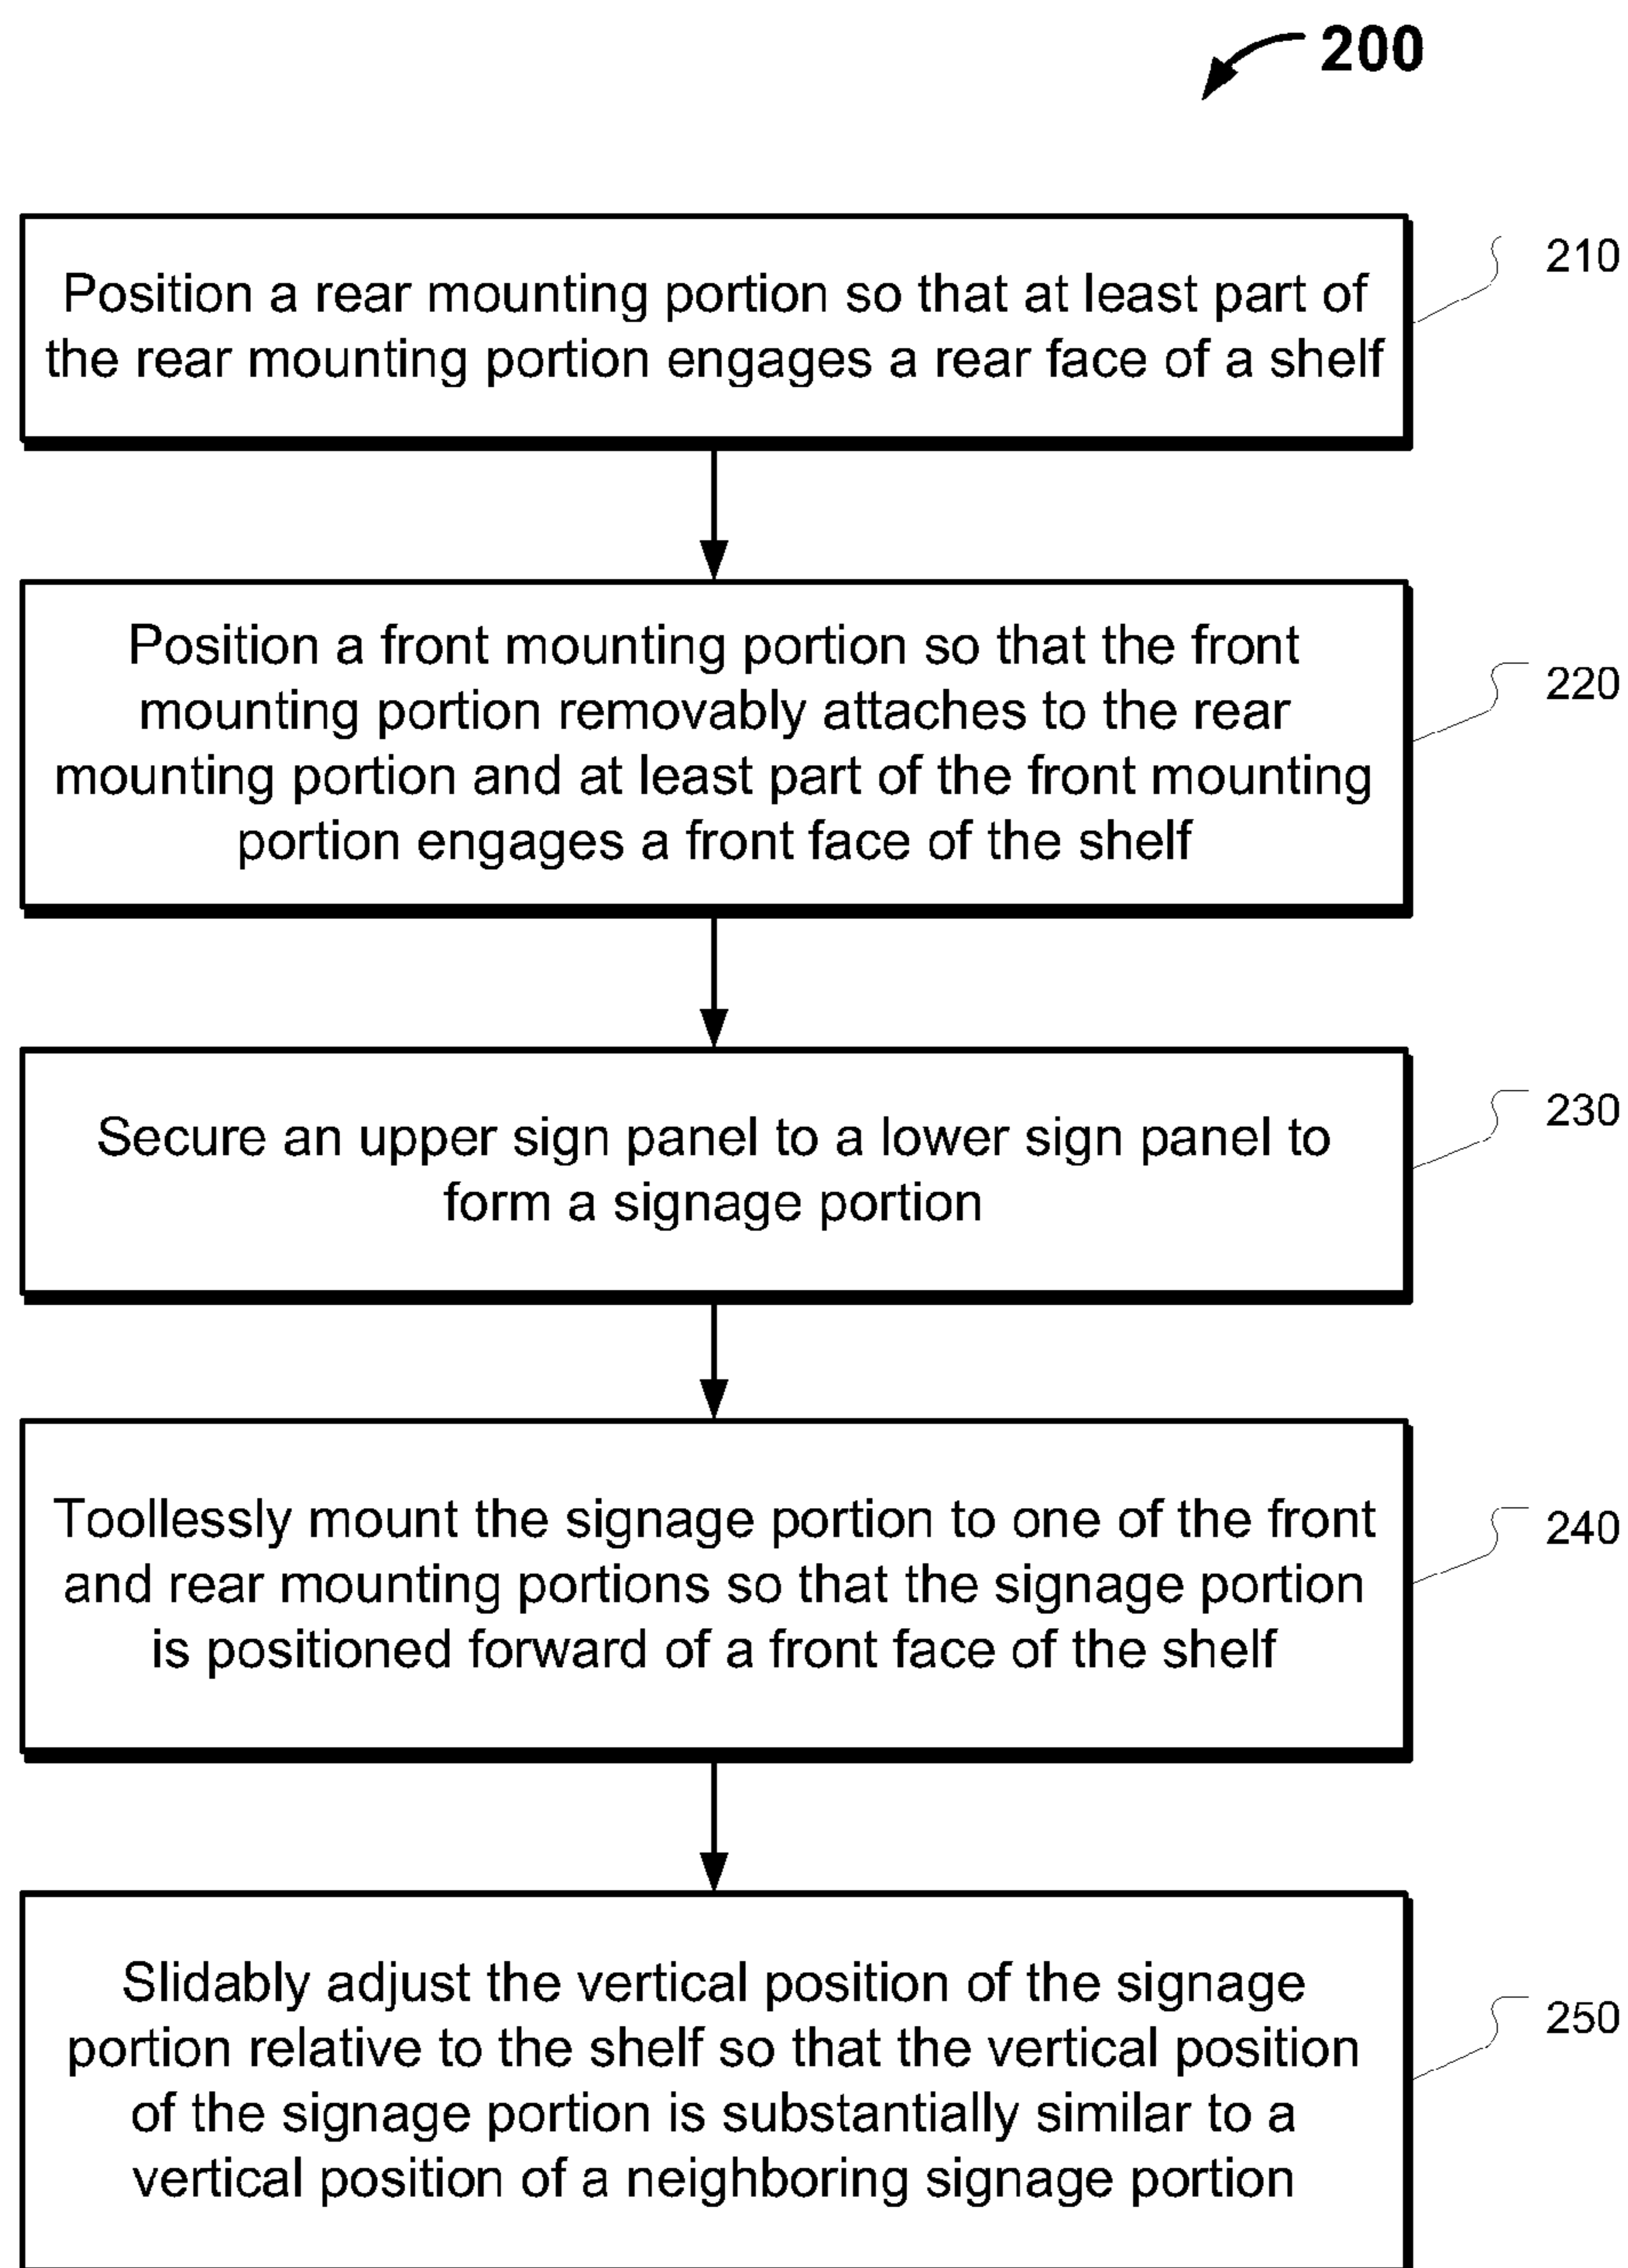 200
Position a rear mounting portion so that at least part of
the rear mounting portion engages a rear face of a shelf
210
Position a front mounting portion so that the front
mounting portion removably attaches to the rear
mounting portion and at least part of the front mounting
portion engages a front face of the shelf
220
Secure an upper sign panel to a lower sign panel to
form a signage portion
230
Toollessly mount the signage portion to one of the front
and rear mounting portions so that the signage portion
is positioned forward of a front face of the shelf
240
Slidably adjust the vertical position of the signage
portion relative to the shelf so that the vertical position
of the signage portion is substantially similar to a
vertical position of a neighboring signage portion
250